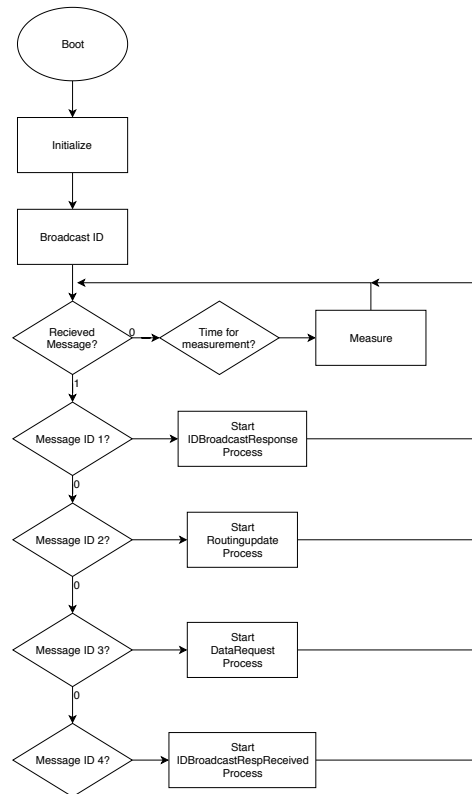 Boot
Initialize
Broadcast ID
Recieved
Message?
0
Time for
measurement?
Measure
1
Message ID 1?
Start
IDBroadcastResponse
Process
0
Message ID 2?
Start
Routingupdate
Process
0
Message ID 3?
Start
DataRequest
Process
0
Message ID 4?
Start
IDBroadcastRespReceived
Process